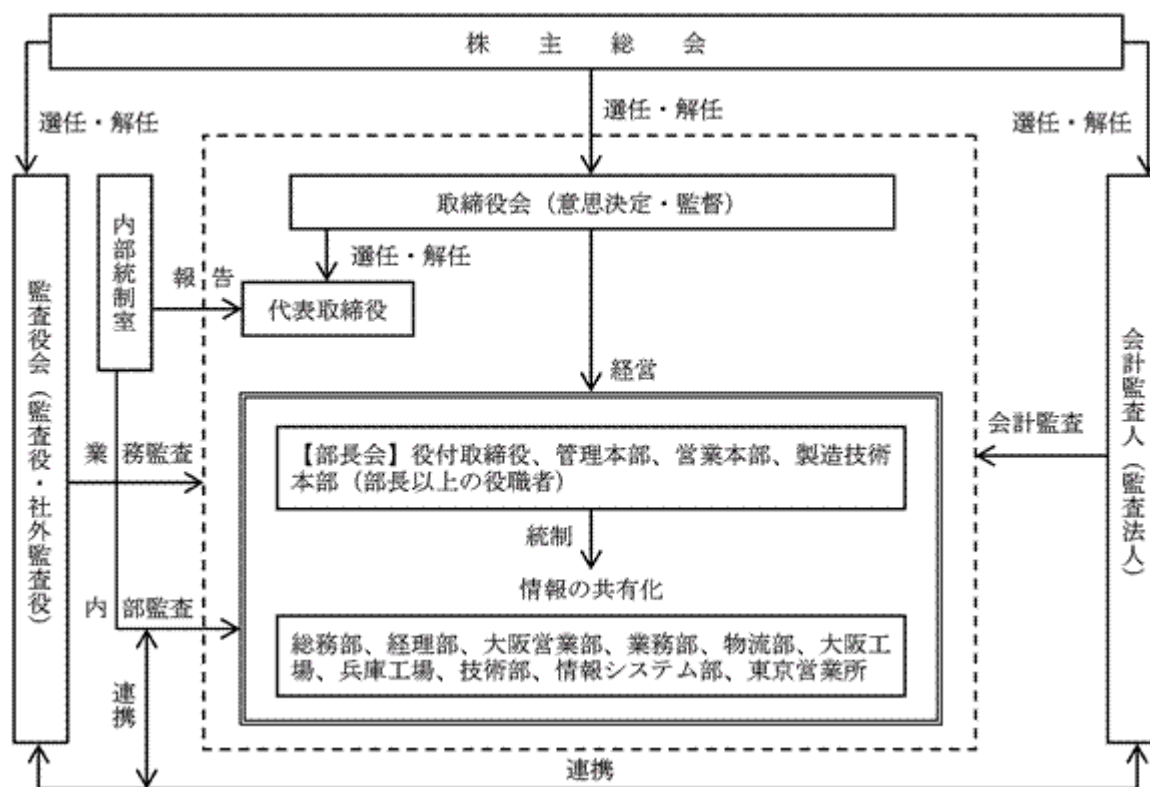 株主総会
選任・解任
選任・解任
選任・解任
取締役会（意思決定・監督）
選任・解任
内部統制室
報告
代表取締役
監査役会（監査役・社外監査役）
会計監査人（監査法人）
経営
業務監査
会計監査
【部長会】役付取締役、管理本部、営業本部、製造技術
本部（部長以上の役職者）
統制
情報の共有化
内部監査
総務部、経理部、大阪営業部、業務部、物流部、大阪工
場、兵庫工場、技術部、情報システム部、東京営業所
連携
連携